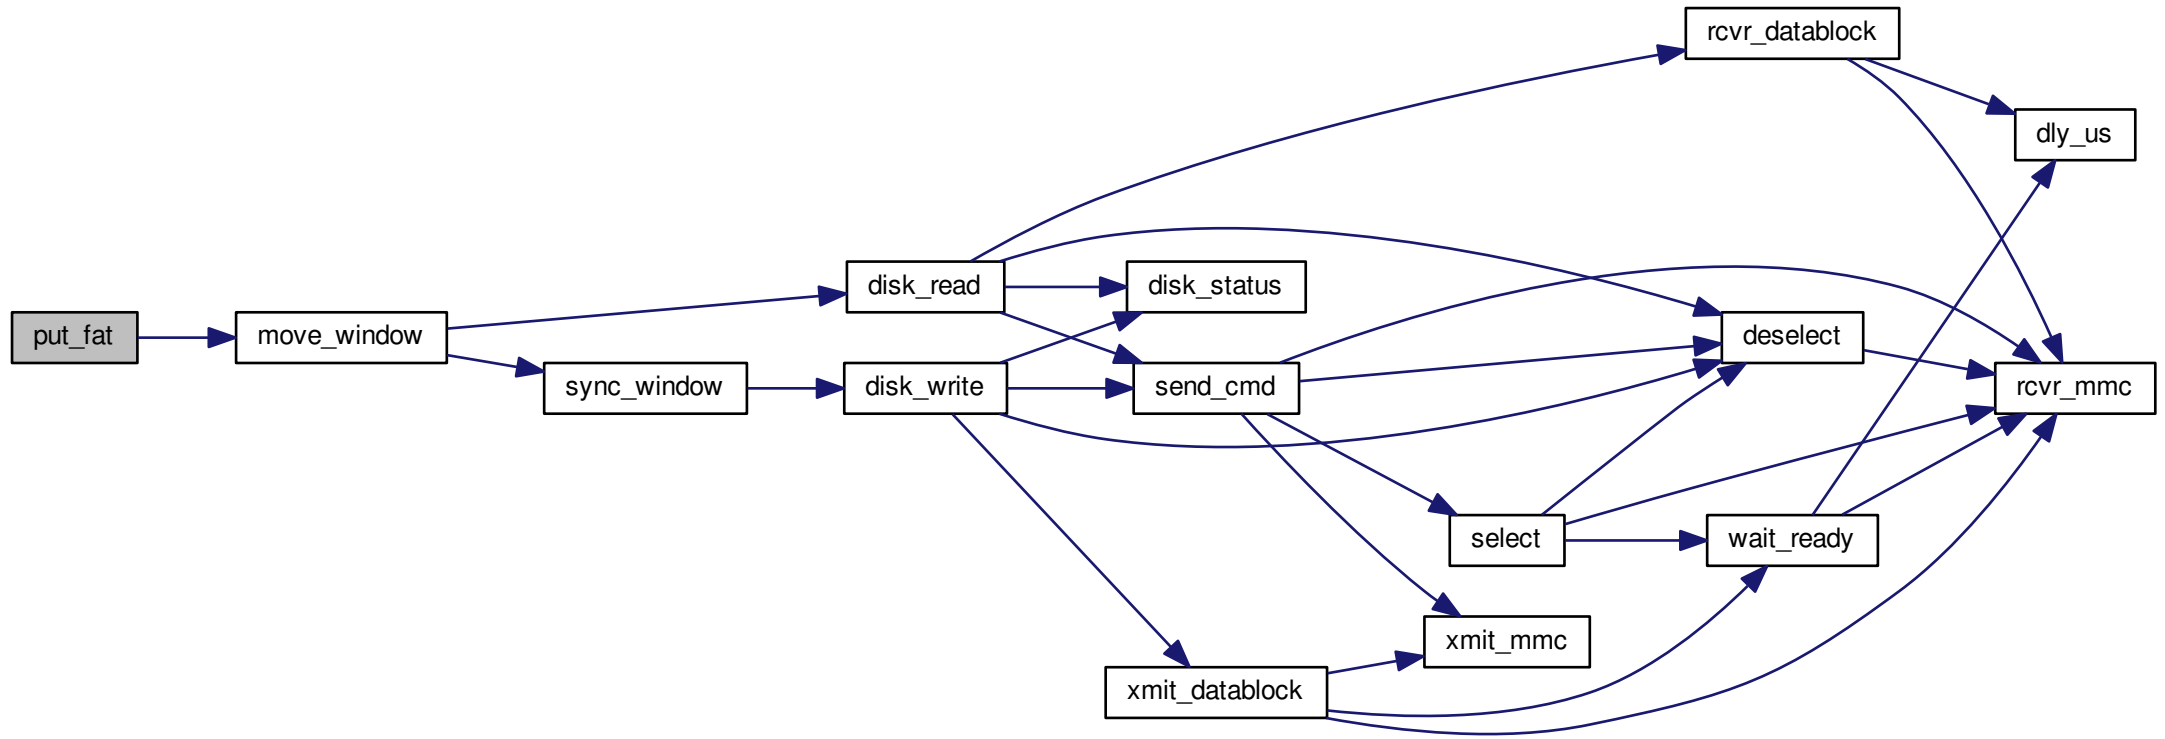 rcvr_datablock
dly_us
disk_read
disk_status
put_fat
move_window
deselect
sync_window
disk_write
send_cmd
rcvr_mmc
select
wait_ready
xmit_mmc
xmit_datablock